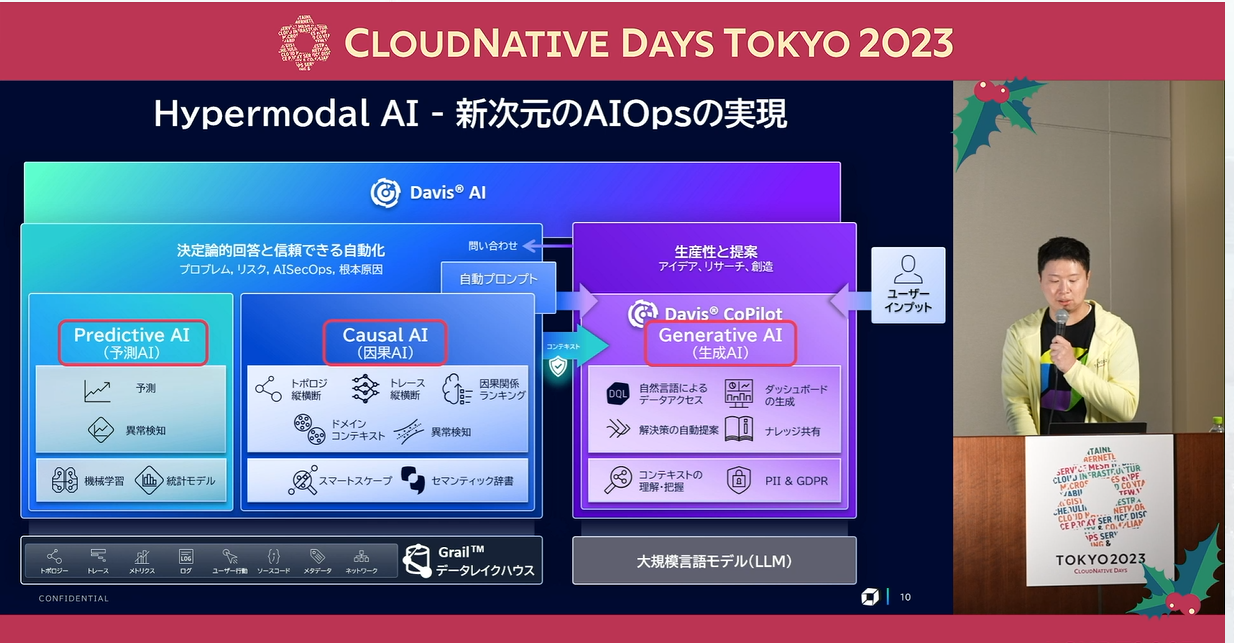 CLOUDNATIVE DAYS TOKYO 2023
Hypermodal AI - 新次元のAIOpsの実現
Davis® AI
決定論的回答と信頼できる自動化
プロブレム, リスク, AISecOps, 根本原因
問い合わせ
自動プロンプト
生産性と提案
アイデア、リサーチ、創造
ユーザー
インプット
Predictive AI
(予測AI)
予測
異常検知
機械学習
統計モデル
Causal AI
(因果AI)
トポロジ
縦横断
トレース
縦横断
因果関係
ランキング
ドメイン
コンテキスト
異常検知
スマートスケープ
セマンティック辞書
コンテキスト
Davis® CoPilot
Generative AI
(生成AI)
DQL
自然言語による
データアクセス
ダッシュボード
の生成
解決策の自動提案
ナレッジ共有
コンテキストの
理解・把握
PII & GDPR
トポロジー
トレース
メトリクス
LOG
ログ
ユーザー行動
ソースコード
メタデータ
ネットワーク
Grail™
データレイクハウス
大規模言語モデル(LLM)
CONFIDENTIAL
10
TOKYO2023
CLOUDNATIVE DAYS